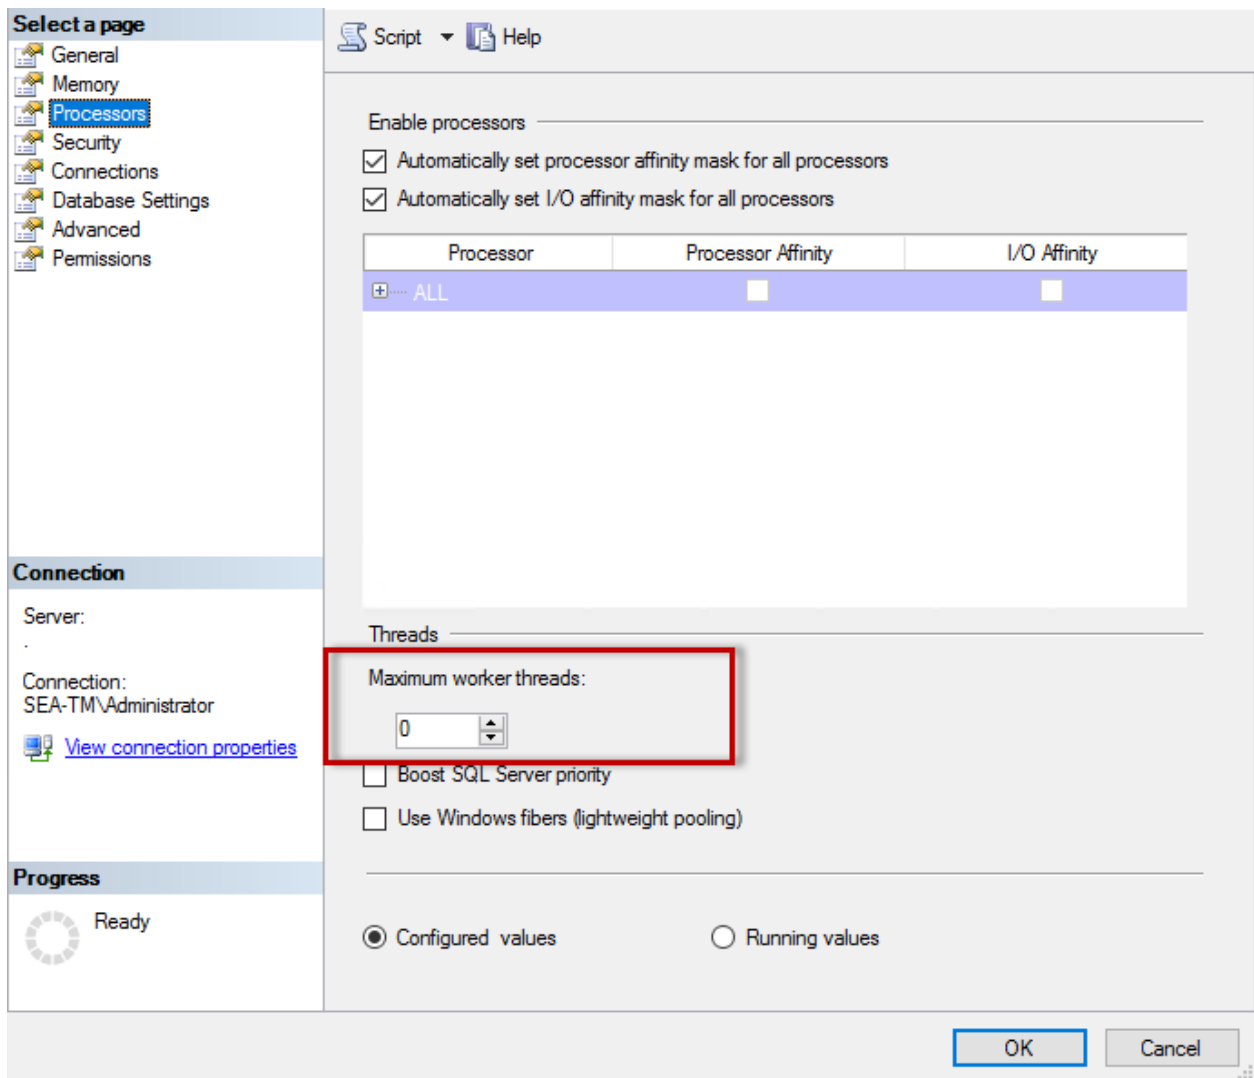 Select a page
General
Memory
Processors
Security
Connections
Database Settings
Advanced
Permissions
Connection
Server:
.
Connection:
SEA-TM\Administrator
View connection properties
Progress
Ready
Script Help
Enable processors
Automatically set processor affinity mask for all processors
Automatically set I/O affinity mask for all processors
Processor Processor Affinity I/O Affinity
ALL
Threads
Maximum worker threads:
0
Boost SQL Server priority
Use Windows fibers (lightweight pooling)
Configured values Running values
OK Cancel